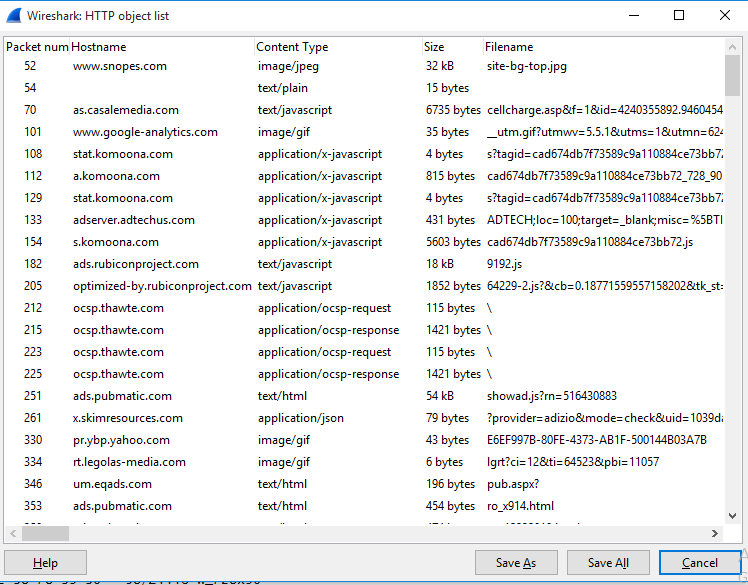 Wireshark: HTTP object list
Packet num Hostname Content Type Size Filename
52 www.snopes.com image/jpeg 32 kB site-bg-top.jpg
54 text/plain 15 bytes
70 as.casalemedia.com text/javascript 6735 bytes cellcharge.asp&f=1&id=4240355892.9460454
101 www.google-analytics.com image/gif 35 bytes __utm.gif?utmwv=5.5.1&utms=1&utmn=624
108 stat.komoona.com application/x-javascript 4 bytes s?tagid=cad674db7f73589c9a110884ce73bb72
112 a.komoona.com application/x-javascript 815 bytes cad674db7f73589c9a110884ce73bb72_728_90
129 stat.komoona.com application/x-javascript 4 bytes s?tagid=cad674db7f73589c9a110884ce73bb72
133 adserver.adtechus.com application/x-javascript 431 bytes ADTECH;loc=100;target=_blank;misc=%5BTI
154 s.komoona.com application/x-javascript 5603 bytes cad674db7f73589c9a110884ce73bb72.js
182 ads.rubiconproject.com text/javascript 18 kB 9192.js
205 optimized-by.rubiconproject.com text/javascript 1852 bytes 64229-2.js?&cb=0.18771559557158202&tk_st=
212 ocsp.thawte.com application/ocsp-request 115 bytes \
215 ocsp.thawte.com application/ocsp-response 1421 bytes \
223 ocsp.thawte.com application/ocsp-request 115 bytes \
225 ocsp.thawte.com application/ocsp-response 1421 bytes \
251 ads.pubmatic.com text/html 54 kB showad.js?rn=516430883
261 x.skimresources.com application/json 79 bytes ?provider=adizio&mode=check&uid=1039da
330 pr.ybp.yahoo.com image/gif 43 bytes E6EF997B-80FE-4373-AB1F-500144B03A7B
334 rt.legolas-media.com image/gif 6 bytes lgrt?ci=12&ti=64523&pbi=11057
346 um.eqads.com text/html 196 bytes pub.aspx?
353 ads.pubmatic.com text/html 454 bytes ro_x914.html
Help Save As Save All Cancel